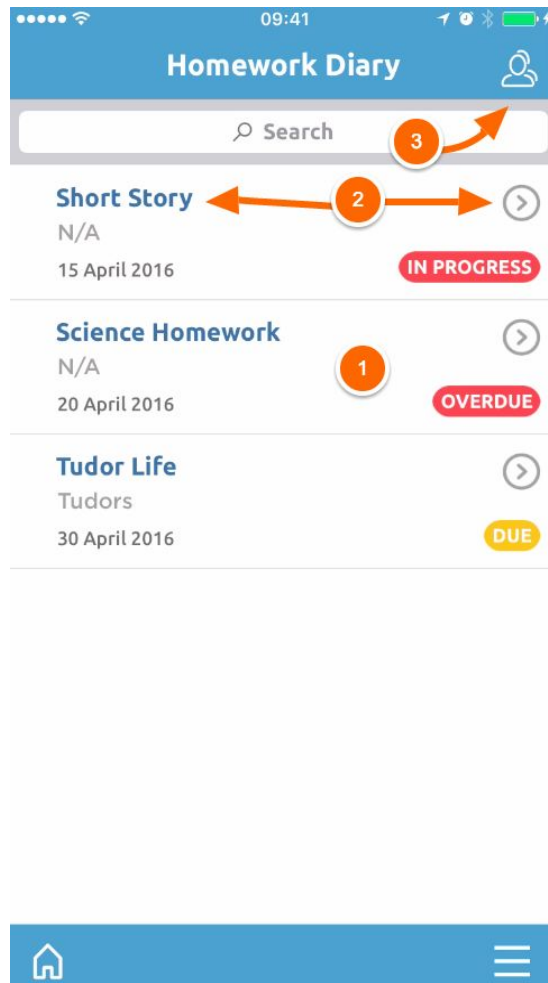 09:41
Homework Diary
Search
3
Short Story
2
N/A
15 April 2016
IN PROGRESS
Science Homework
N/A
1
20 April 2016
OVERDUE
Tudor Life
Tudors
30 April 2016
DUE